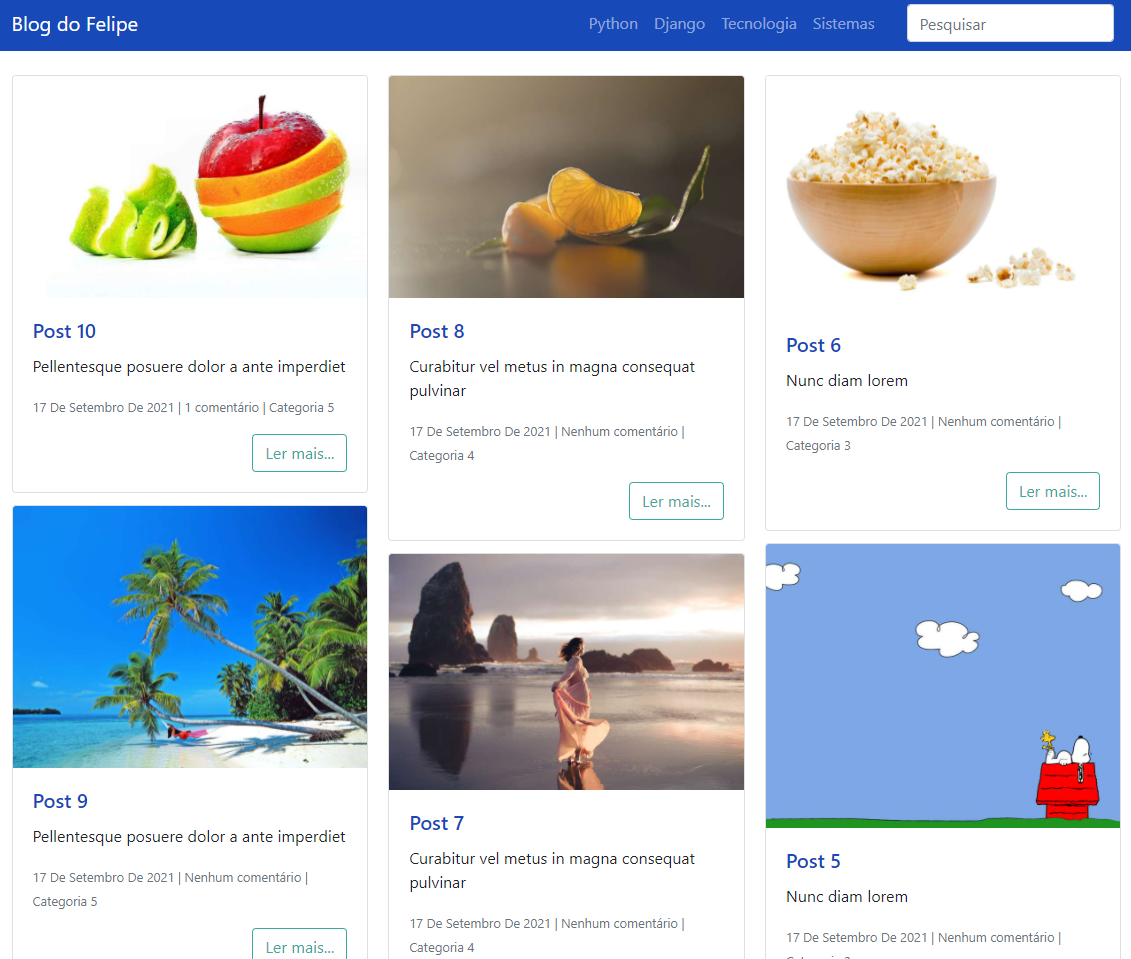 Blog do Felipe
Python Django Tecnologia Sistemas
Pesquisar
Post 10
Pellentesque posuere dolor a ante imperdiet
17 De Setembro De 2021 | 1 comentário | Categoria 5
Ler mais...
Post 9
Pellentesque posuere dolor a ante imperdiet
17 De Setembro De 2021 | Nenhum comentário |
Categoria 5
Ler mais...
Post 8
Curabitur vel metus in magna consequat
pulvinar
17 De Setembro De 2021 | Nenhum comentário |
Categoria 4
Ler mais...
Post 7
Curabitur vel metus in magna consequat
pulvinar
17 De Setembro De 2021 | Nenhum comentário |
Categoria 4
Post 6
Nunc diam lorem
17 De Setembro De 2021 | Nenhum comentário |
Categoria 3
Ler mais...
Post 5
Nunc diam lorem
17 De Setembro De 2021 | Nenhum comentário |